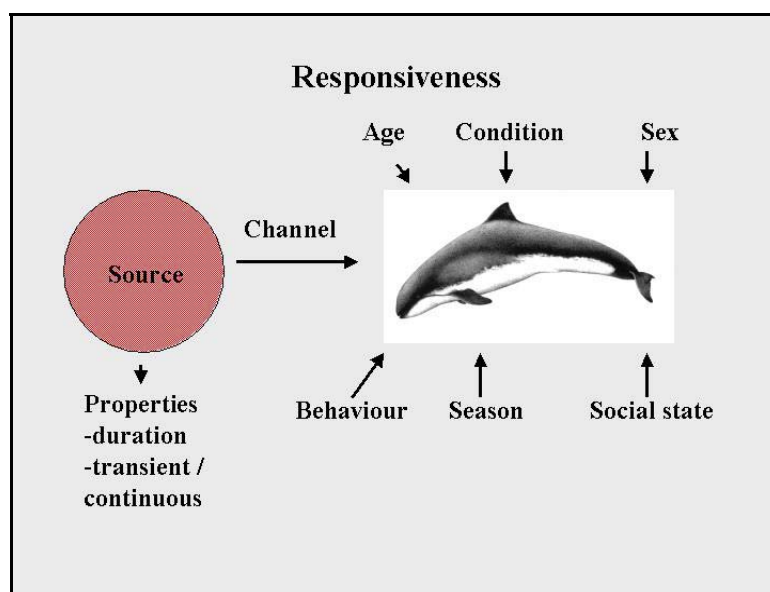 Responsiveness
Age
Condition
Sex
Channel
Source
Behaviour
Season
Social state
Properties
-duration
-transient /
continuous